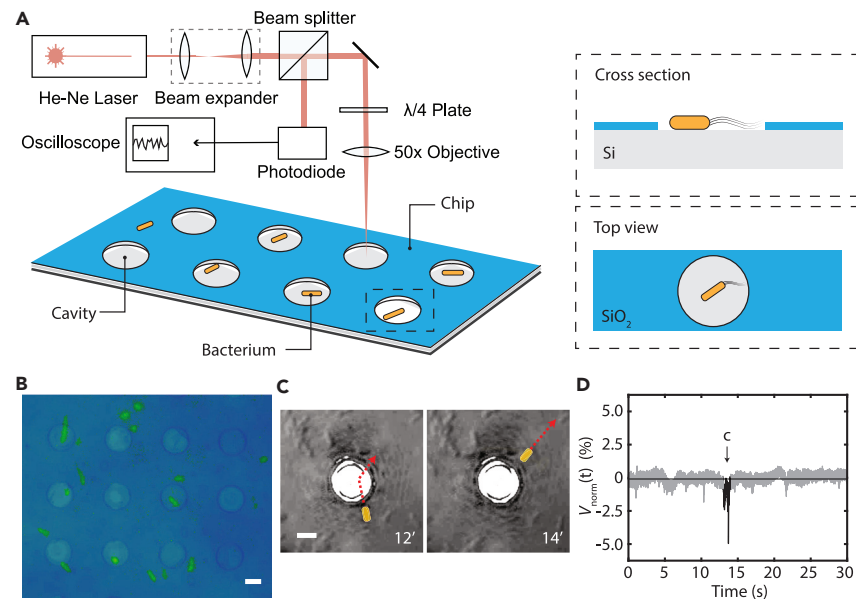 A
Beam splitter
He-Ne Laser
Beam expander
λ/4 Plate
Oscilloscope
Photodiode
50x Objective
Chip
Cavity
Bacterium
Cross section
Si
Top view
SiO₂
B
C
12'
14'
D
V_norm(t) (%)
5.0
2.5
0
-2.5
-5.0
C
0 5 10 15 20 25 30
Time (s)